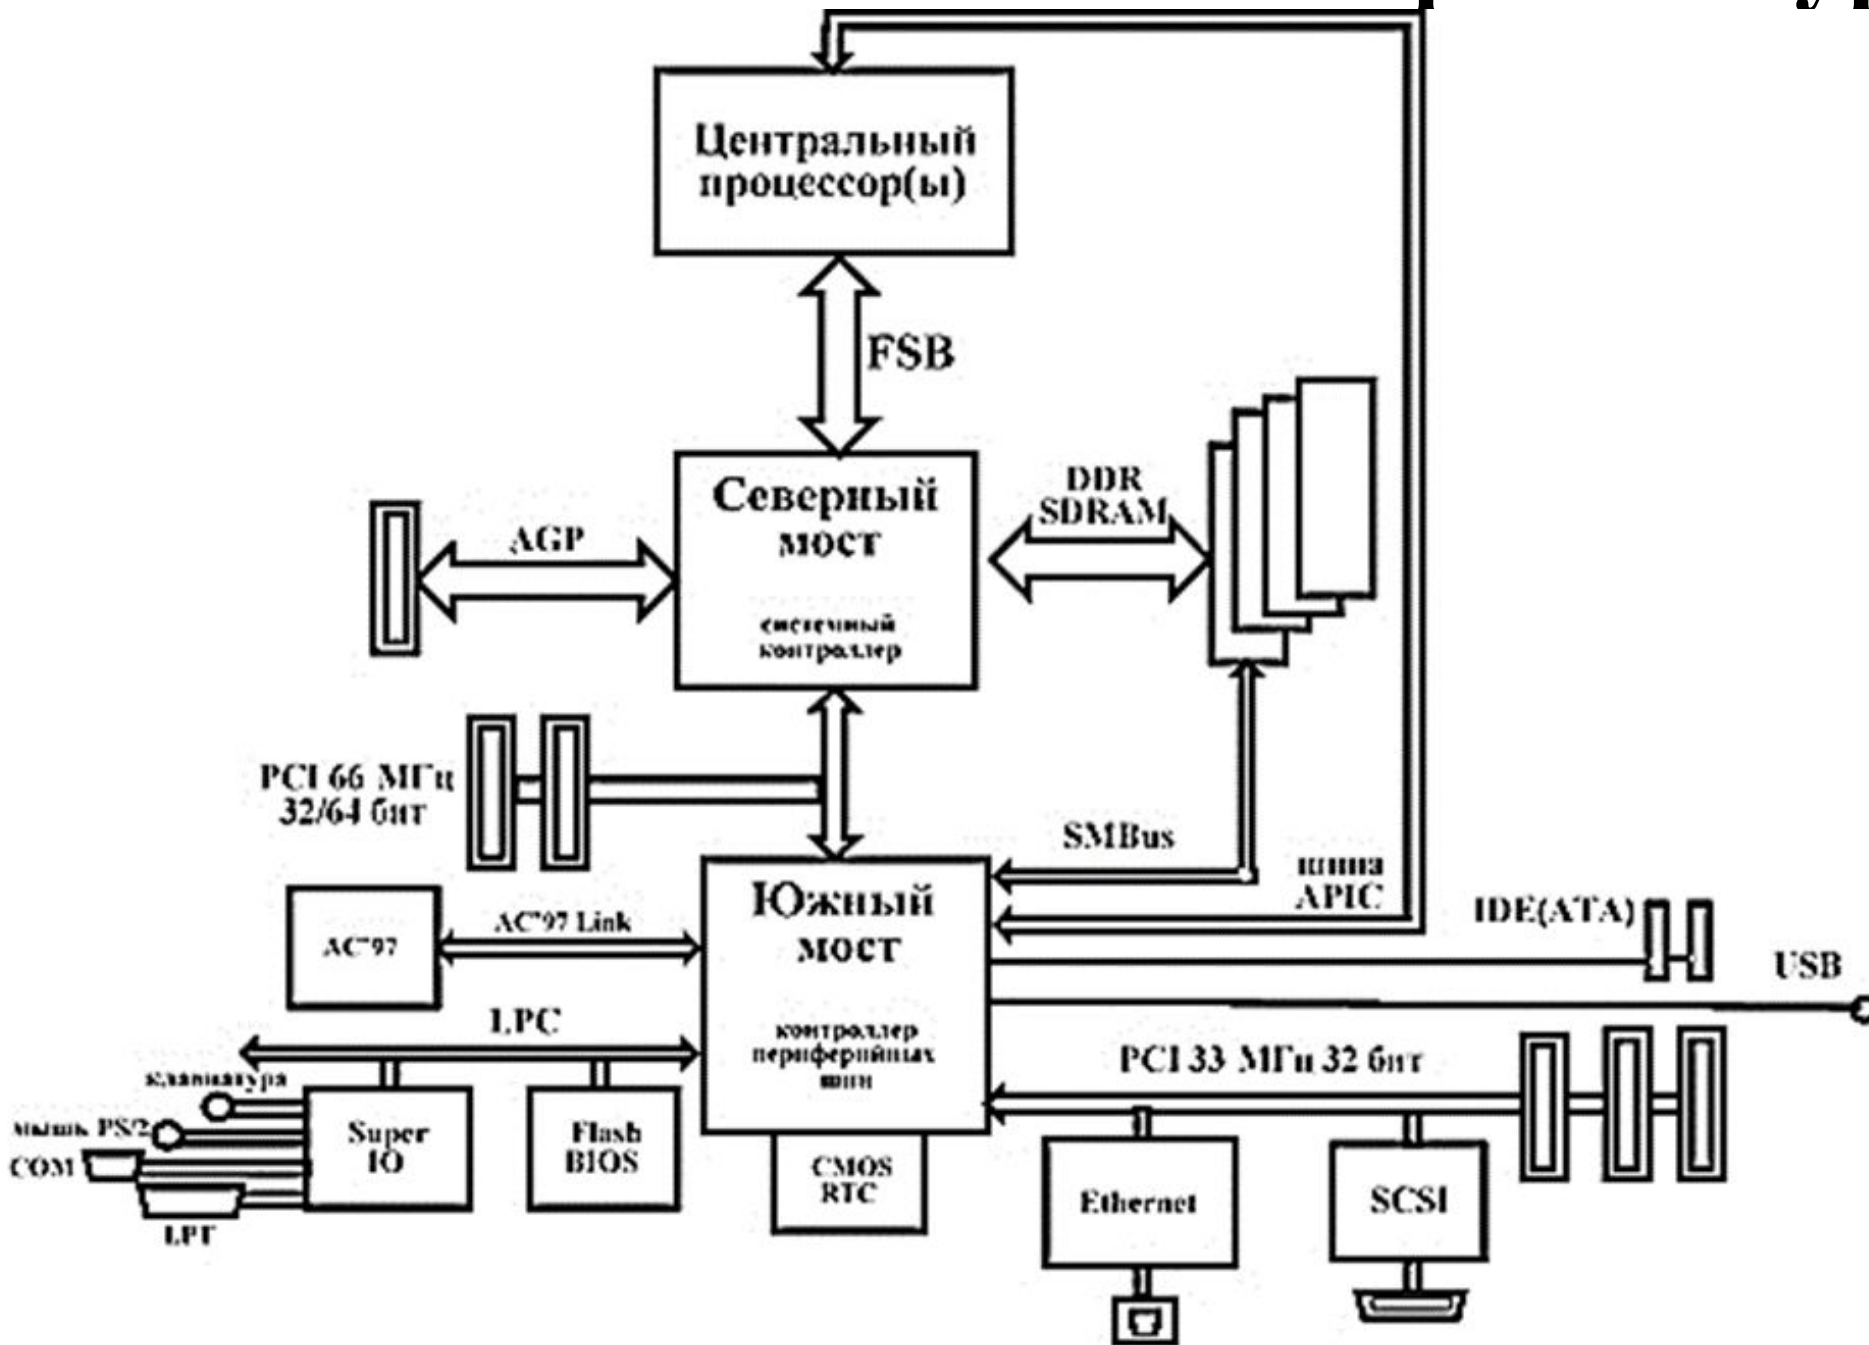 Центральный
процессор(ы)
FSB
DDR
SDRAM
Северный
мост
AGP
системный
контроллер
PCI 66 МГц
32/64 бит
SMBus
шина
APIC
IDE(ATA)
USB
Южный
мост
AC'97 Link
AC'97
LPC
контроллер
периферийных
шин
PCI 33 МГц 32 бит
клавиатура
мышь PS/2
COM
LPT
Super
IO
Flash
BIOS
CMOS
RTC
Ethernet
SCSI